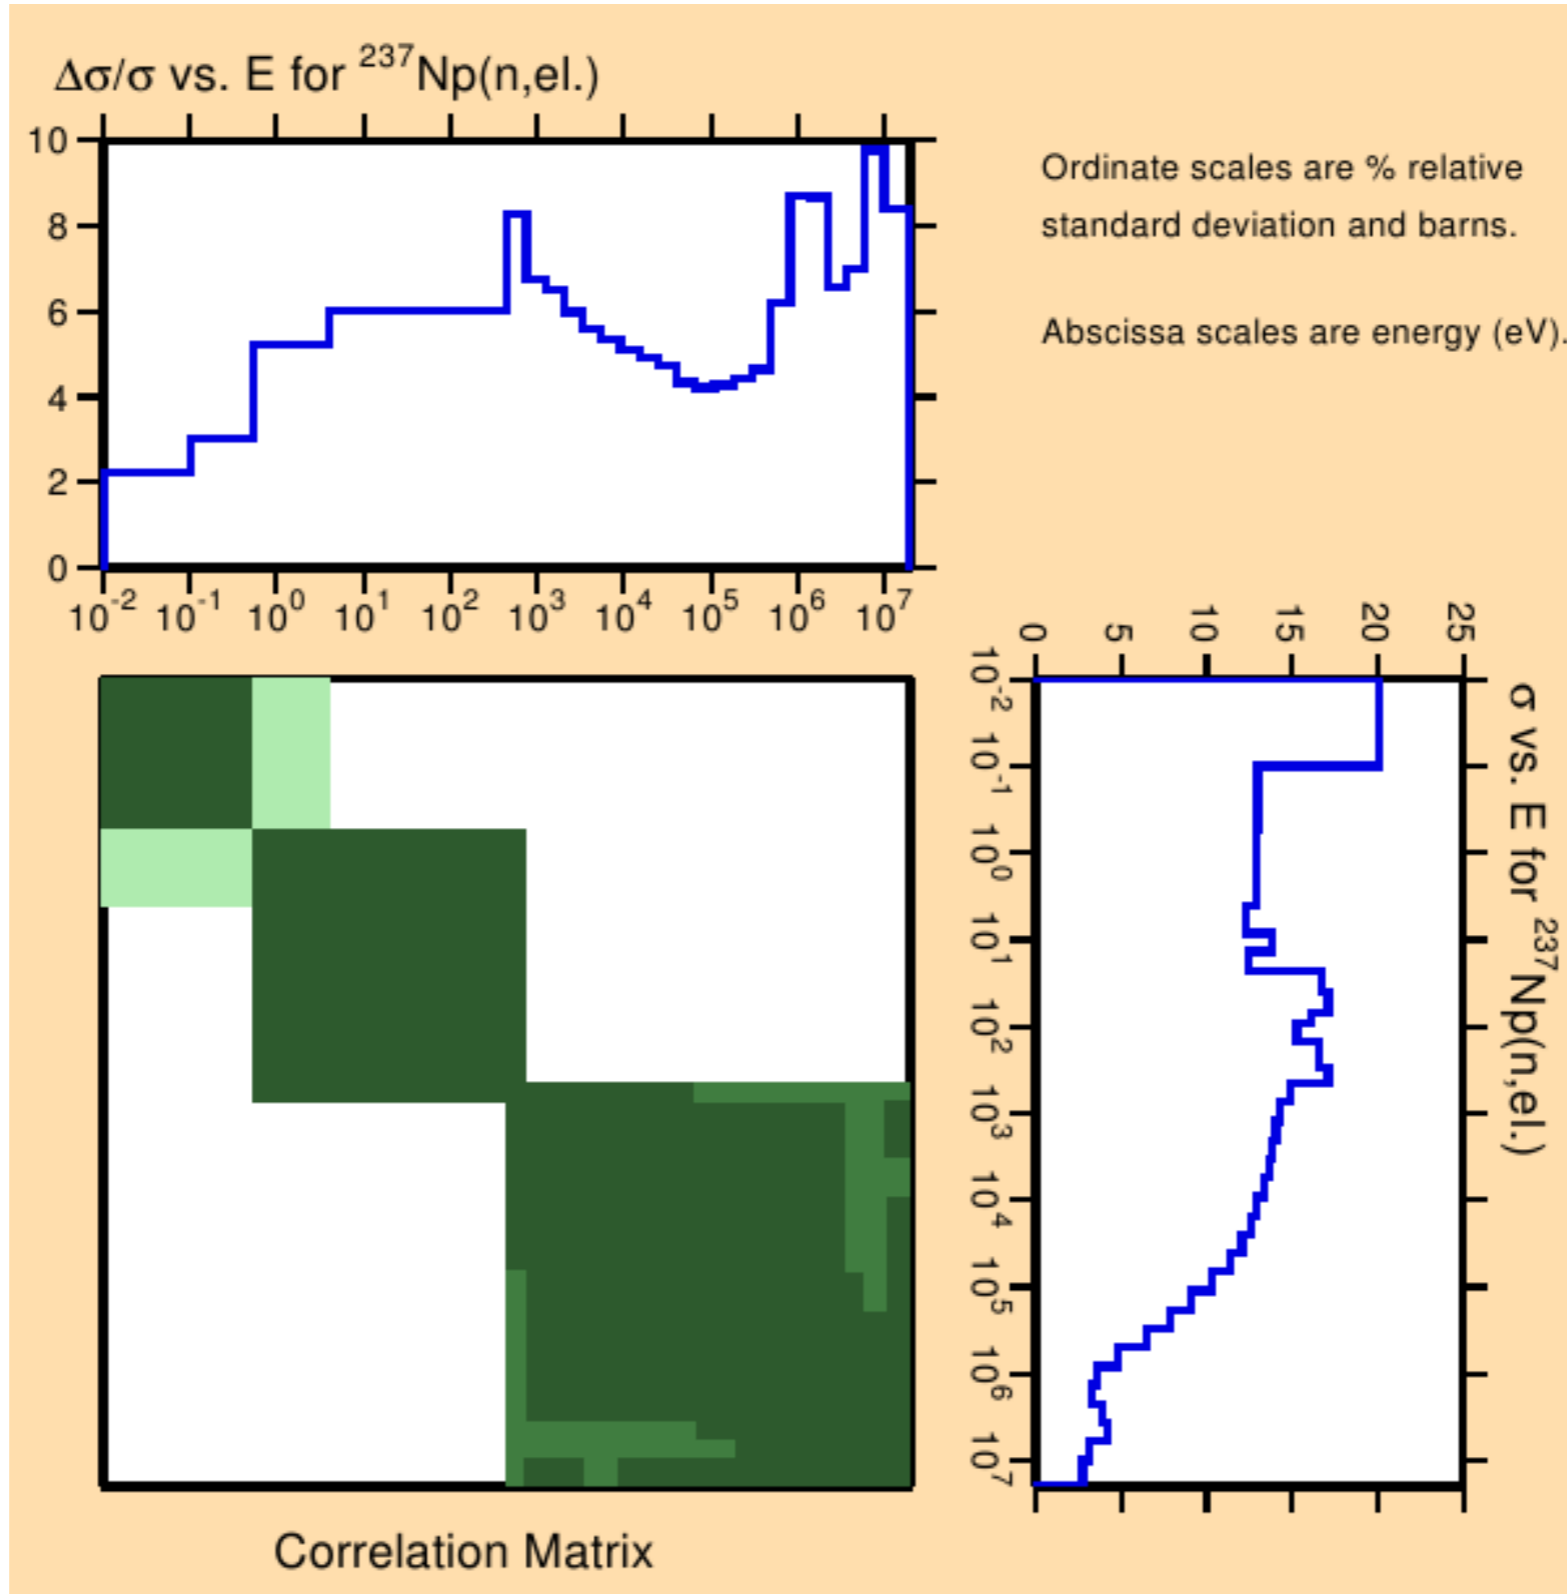 Δσ/σ vs. E for ²³⁷Np(n,el.)
10
8
6
4
2
0
10⁻² 10⁻¹ 10⁰ 10¹ 10² 10³ 10⁴ 10⁵ 10⁶ 10⁷
Ordinate scales are % relative
standard deviation and barns.
Abscissa scales are energy (eV).
0 5 10 15 20 25
10⁻² 10⁻¹ 10⁰ 10¹ 10² 10³ 10⁴ 10⁵ 10⁶ 10⁷
σ vs. E for ²³⁷Np(n,el.)
Correlation Matrix